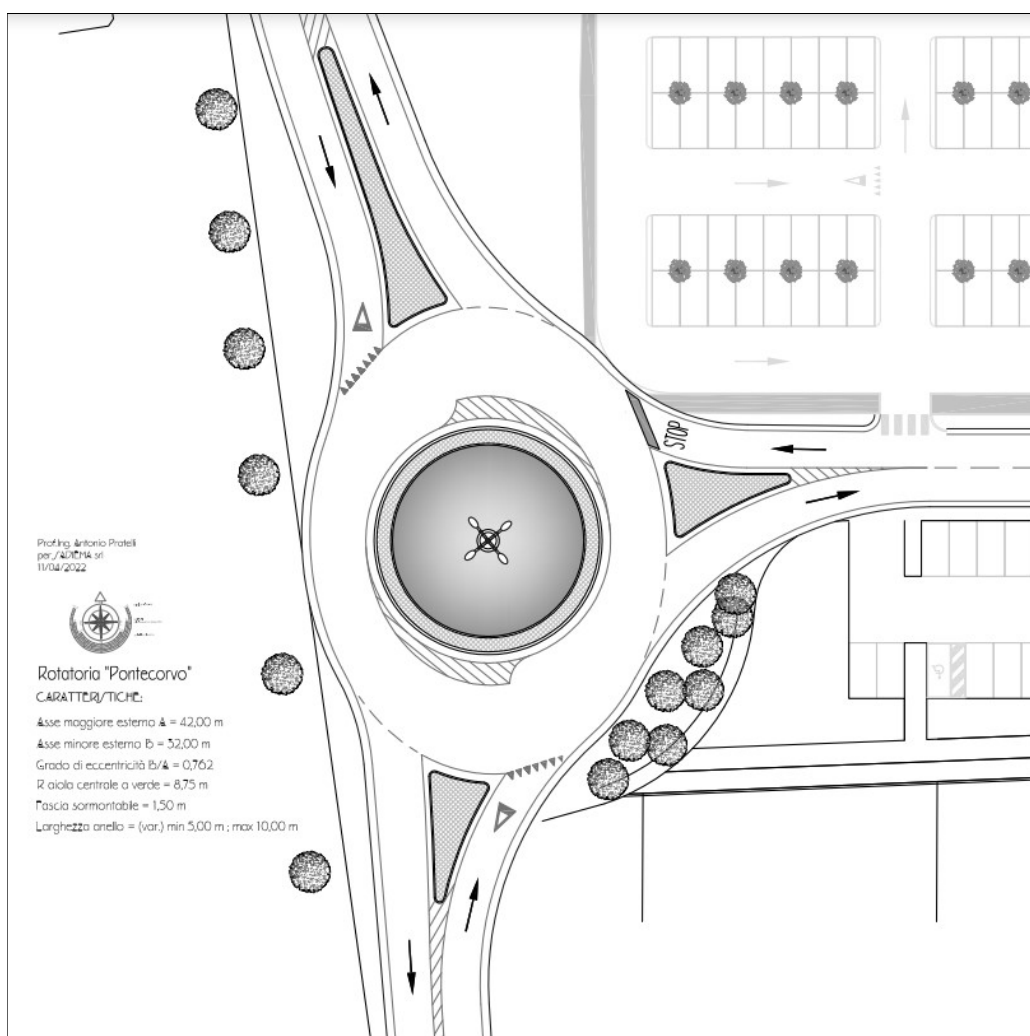 STOP
Prof.Ing. Antonio Pratelli
per /ADIEMA srl
11/04/2022
Rotatoria "Pontecorvo"
CARATTERI/TICHE:
Asse maggiore esterno A = 42,00 m
Asse minore esterno B = 32,00 m
Grado di eccentricità B/A = 0,762
R aiola centrale a verde = 8,75 m
Fascia sormontabile = 1,50 m
Larghezza anello = (var.) min 5,00 m ; max 10,00 m